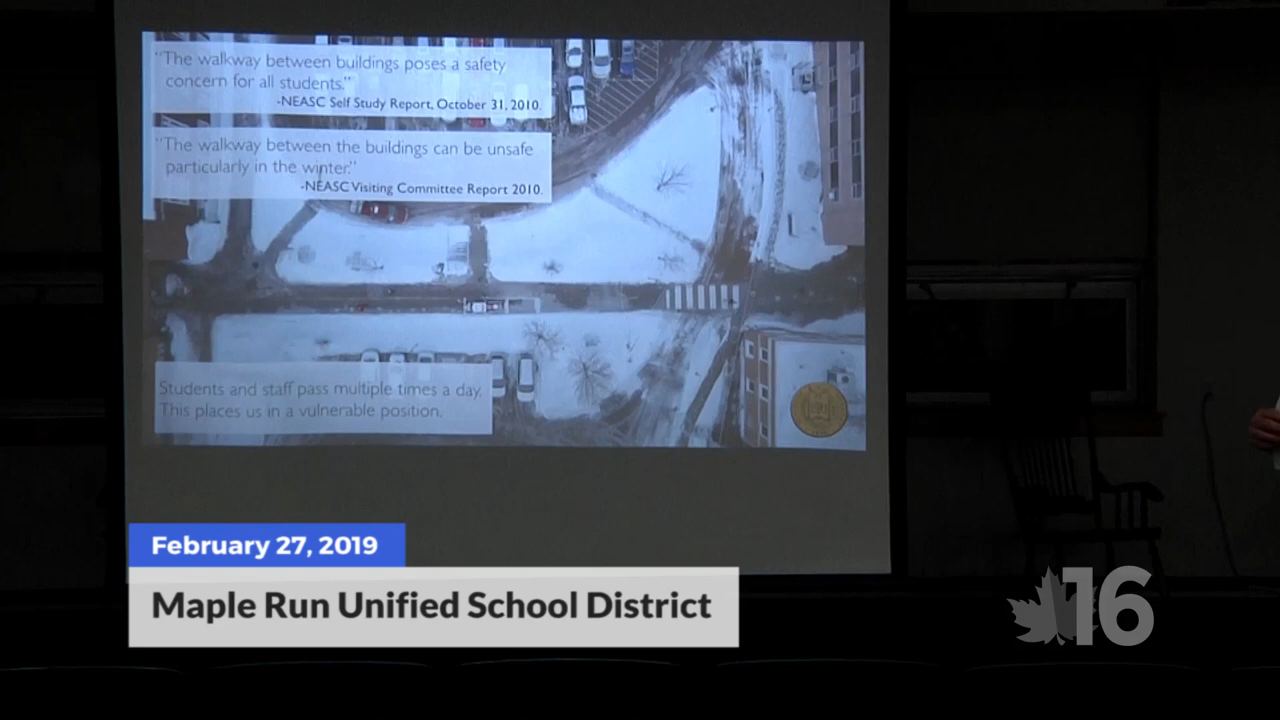 "The walkway between buildings poses a safety
concern for all students."
-NEASC Self Study Report, October 31, 2010.
"The walkway between the buildings can be unsafe
particularly in the winter."
-NEASC Visiting Committee Report 2010.
Students and staff pass multiple times a day.
This places us in a vulnerable position.
February 27, 2019
Maple Run Unified School District
16